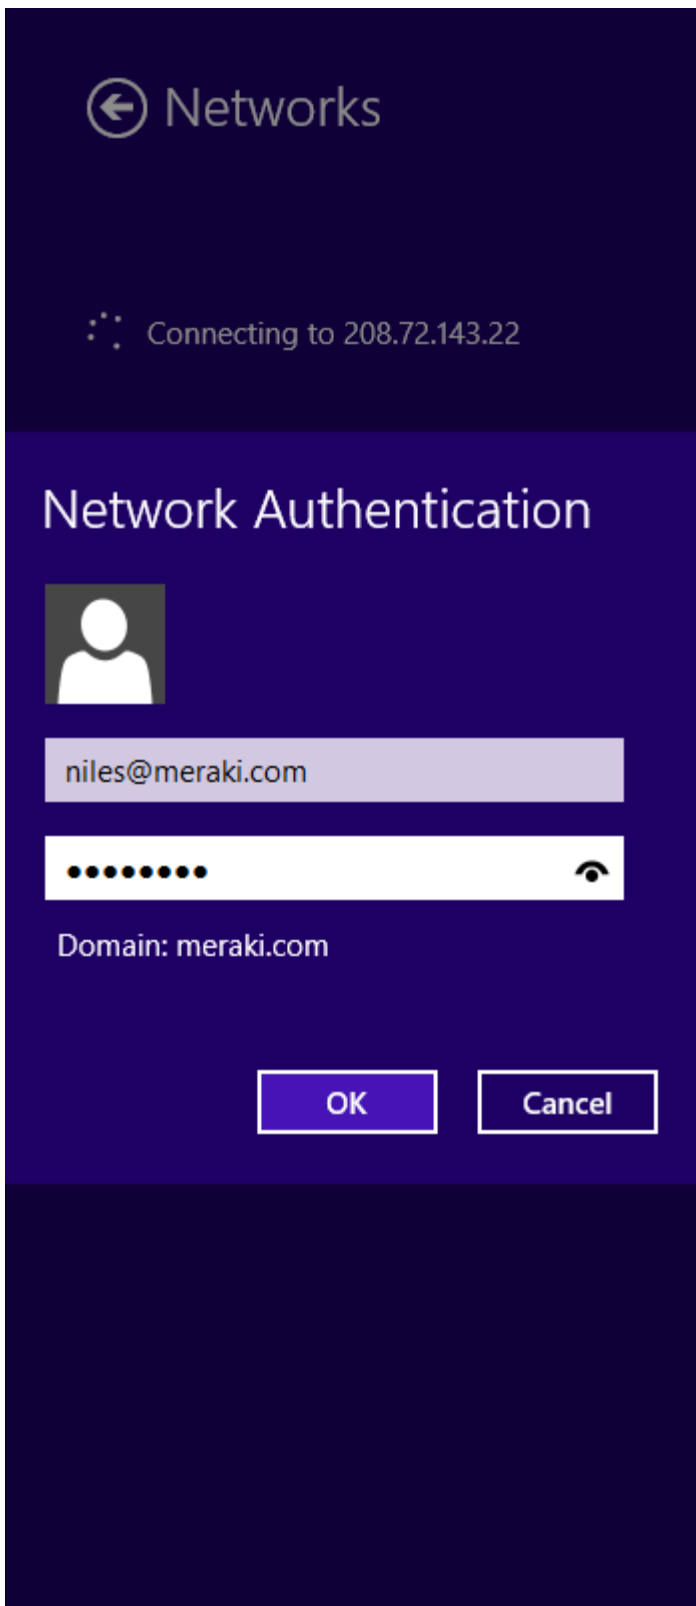 Networks
Connecting to 208.72.143.22
Network Authentication
niles@meraki.com
••••••••
Domain: meraki.com
OK
Cancel